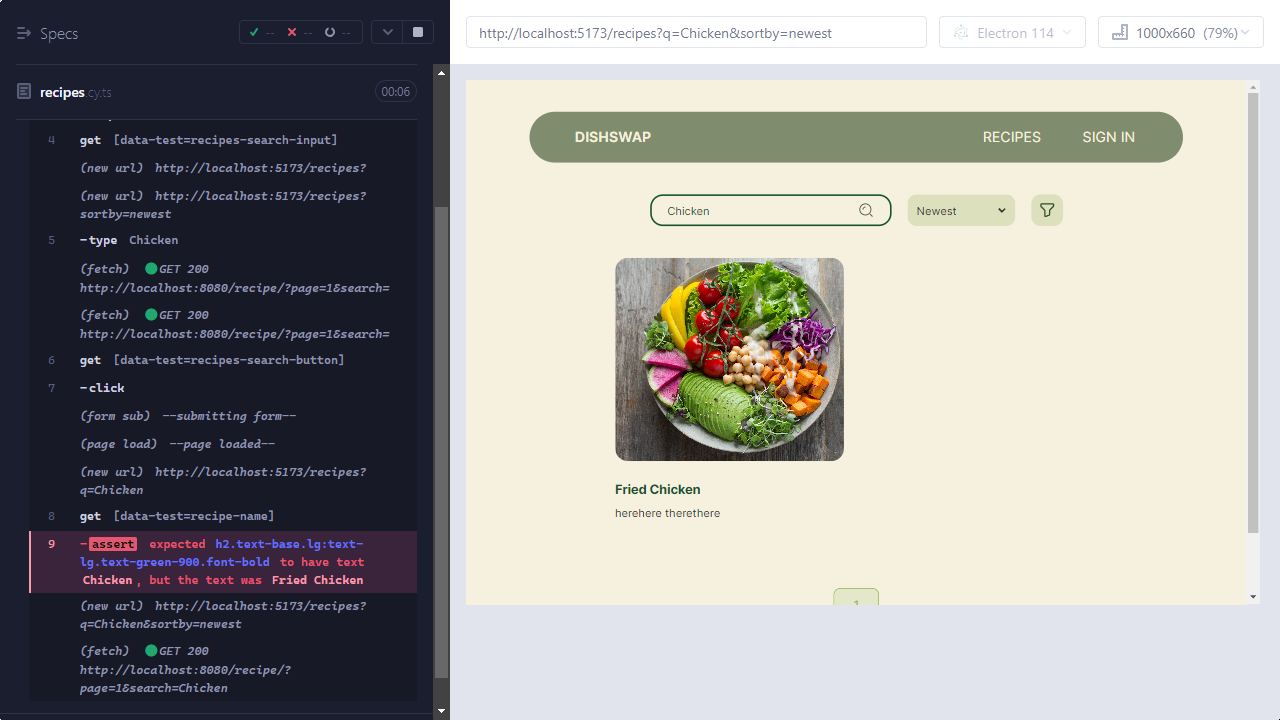 Specs
--
--
--
recipes.cy.ts
00:06
4 get [data-test=recipes-search-input]
(new url) http://localhost:5173/recipes?
(new url) http://localhost:5173/recipes?
sortby=newest
5 -type Chicken
(fetch) GET 200
http://localhost:8080/recipe/?page=1&search=
(fetch) GET 200
http://localhost:8080/recipe/?page=1&search=
6 get [data-test=recipes-search-button]
7 -click
(form sub) --submitting form--
(page load) --page loaded--
(new url) http://localhost:5173/recipes?
q=Chicken
8 get [data-test=recipe-name]
9 -assert expected h2.text-base.lg:text-
lg.text-green-900.font-bold to have text
Chicken, but the text was Fried Chicken
(new url) http://localhost:5173/recipes?
q=Chicken&sortby=newest
(fetch) GET 200
http://localhost:8080/recipe/?
page=1&search=Chicken
http://localhost:5173/recipes?q=Chicken&sortby=newest
Electron 114
1000x660 (79%)
DISHSWAP
RECIPES
SIGN IN
Chicken
Newest
Fried Chicken
herehere therethere
1